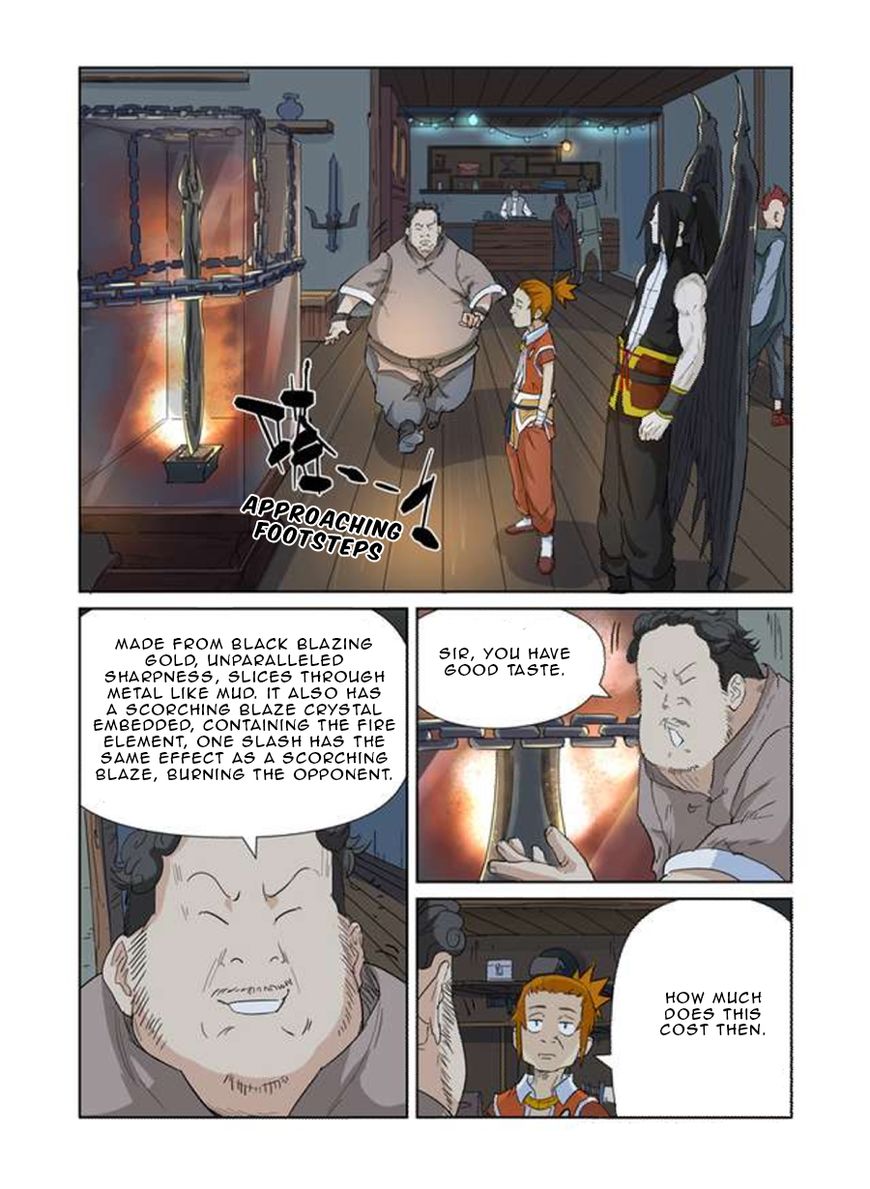 APPROACHING
FOOTSTEPS
MADE FROM BLACK BLAZING
GOLD, UNPARALLELED
SHARPNESS, SLICES THROUGH
METAL LIKE MUD. IT ALSO HAS
A SCORCHING BLAZE CRYSTAL
EMBEDDED, CONTAINING THE FIRE
ELEMENT, ONE SLASH HAS THE
SAME EFFECT AS A SCORCHING
BLAZE, BURNING THE OPPONENT.
SIR, YOU HAVE
GOOD TASTE.
HOW MUCH
DOES THIS
COST THEN.